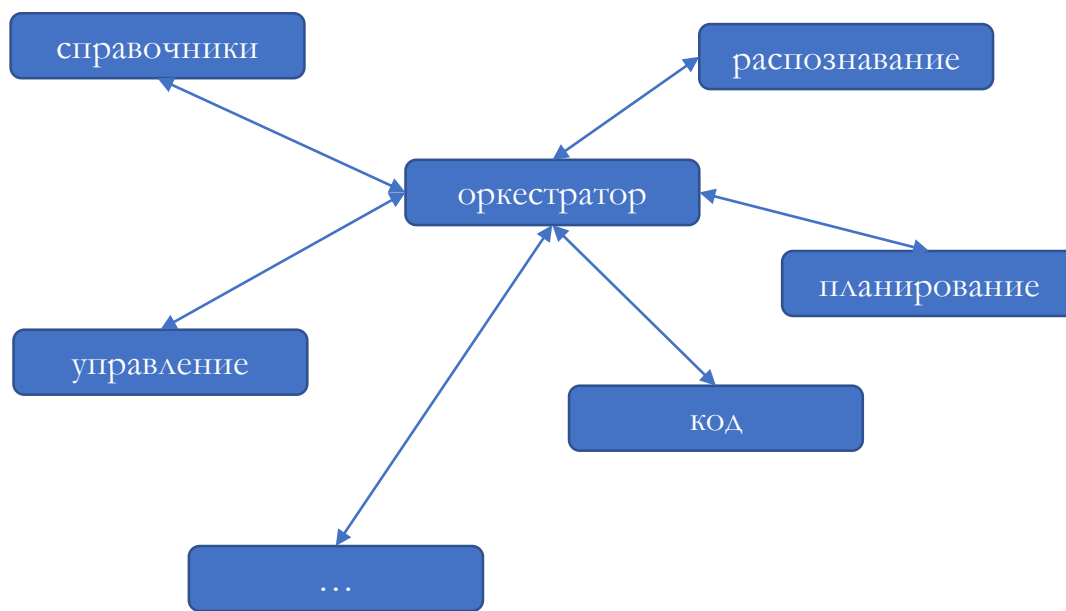 справочники
распознавание
оркестратор
планирование
управление
код
…